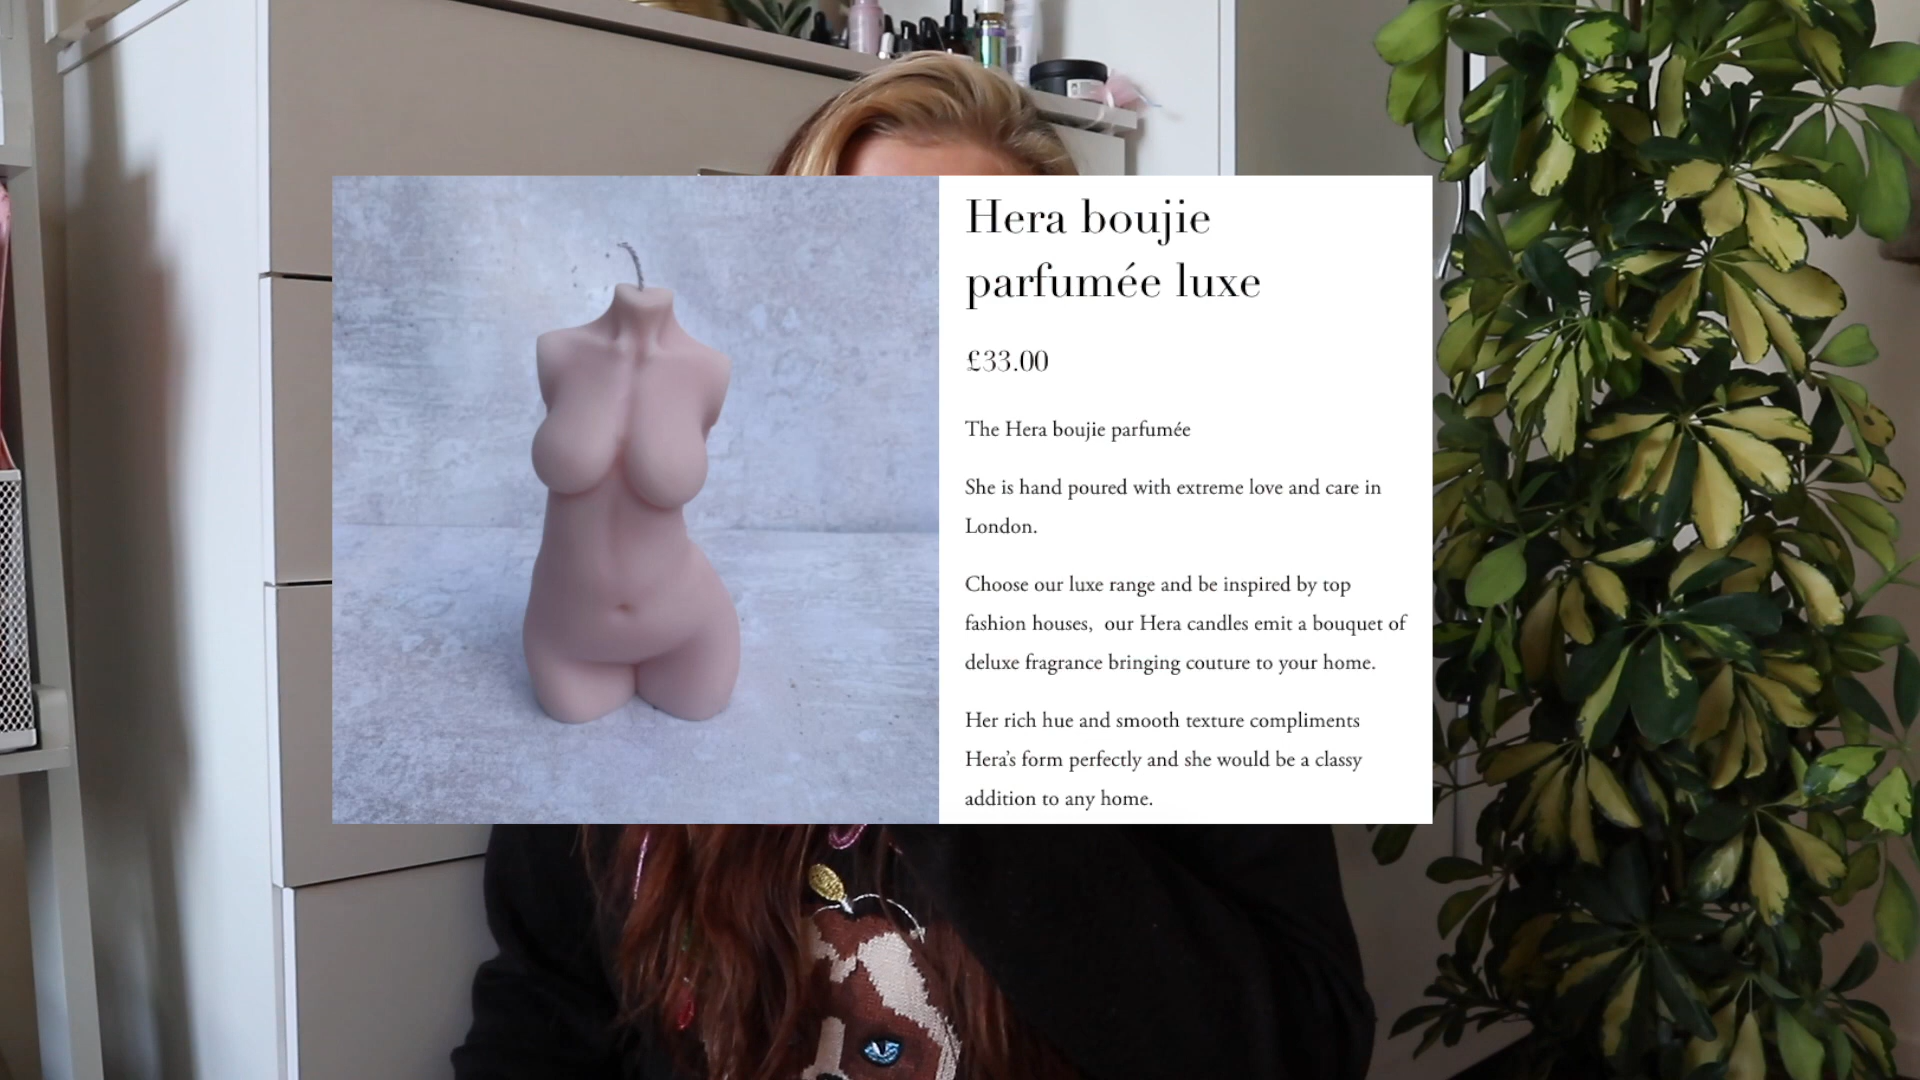 Hera boujie
parfumée luxe
£33.00
The Hera boujie parfumée
She is hand poured with extreme love and care in
London.
Choose our luxe range and be inspired by top
fashion houses,  our Hera candles emit a bouquet of
deluxe fragrance bringing couture to your home.
Her rich hue and smooth texture compliments
Hera’s form perfectly and she would be a classy
addition to any home.